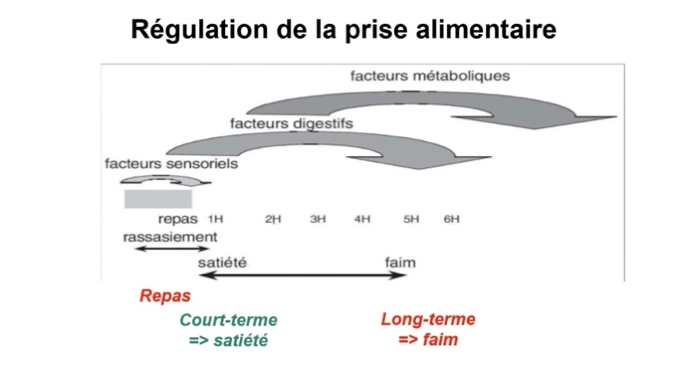 Régulation de la prise alimentaire
facteurs métaboliques
facteurs digestifs
facteurs sensoriels
repas 1H 2H 3H 4H 5H 6H
rassasiement
satiété faim
Repas
Court-terme Long-terme
=> satiété => faim